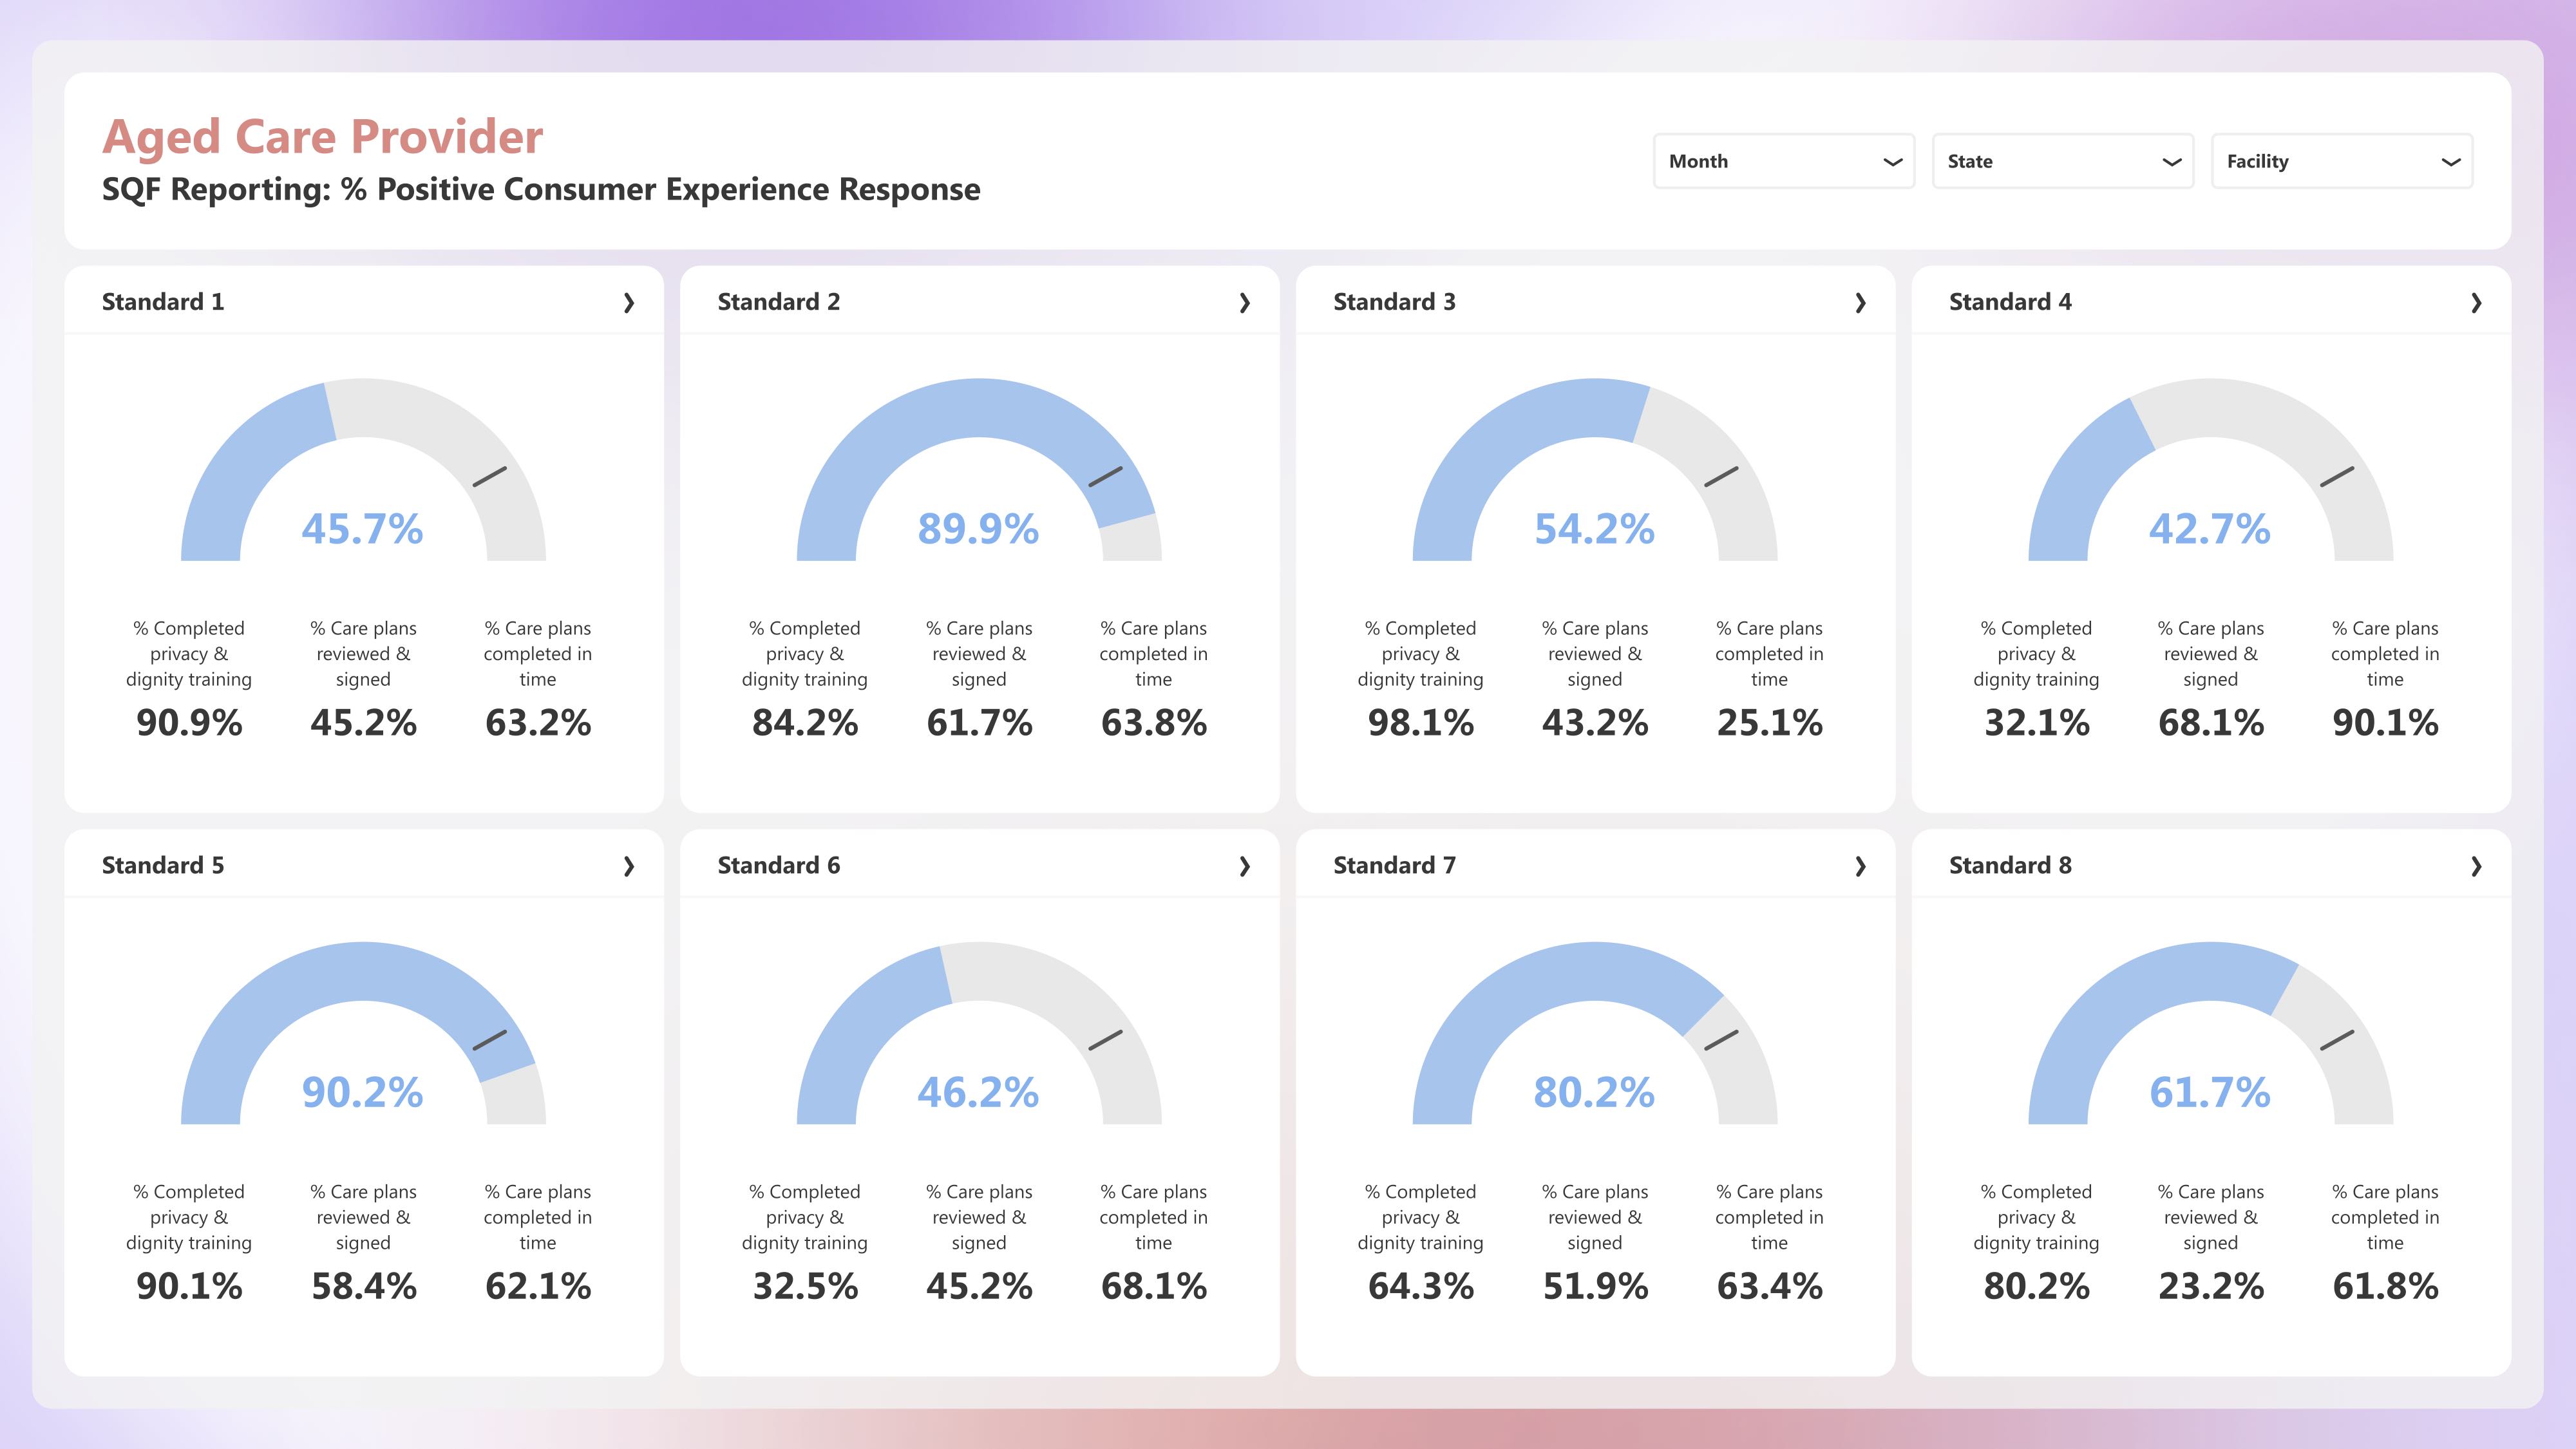 Aged Care Provider
SQF Reporting: % Positive Consumer Experience Response
Month
State
Facility
Standard 1
45.7%
% Completed
privacy &
dignity training
90.9%
% Care plans
reviewed &
signed
45.2%
% Care plans
completed in
time
63.2%
Standard 2
89.9%
% Completed
privacy &
dignity training
84.2%
% Care plans
reviewed &
signed
61.7%
% Care plans
completed in
time
63.8%
Standard 3
54.2%
% Completed
privacy &
dignity training
98.1%
% Care plans
reviewed &
signed
43.2%
% Care plans
completed in
time
25.1%
Standard 4
42.7%
% Completed
privacy &
dignity training
32.1%
% Care plans
reviewed &
signed
68.1%
% Care plans
completed in
time
90.1%
Standard 5
90.2%
% Completed
privacy &
dignity training
90.1%
% Care plans
reviewed &
signed
58.4%
% Care plans
completed in
time
62.1%
Standard 6
46.2%
% Completed
privacy &
dignity training
32.5%
% Care plans
reviewed &
signed
45.2%
% Care plans
completed in
time
68.1%
Standard 7
80.2%
% Completed
privacy &
dignity training
64.3%
% Care plans
reviewed &
signed
51.9%
% Care plans
completed in
time
63.4%
Standard 8
61.7%
% Completed
privacy &
dignity training
80.2%
% Care plans
reviewed &
signed
23.2%
% Care plans
completed in
time
61.8%